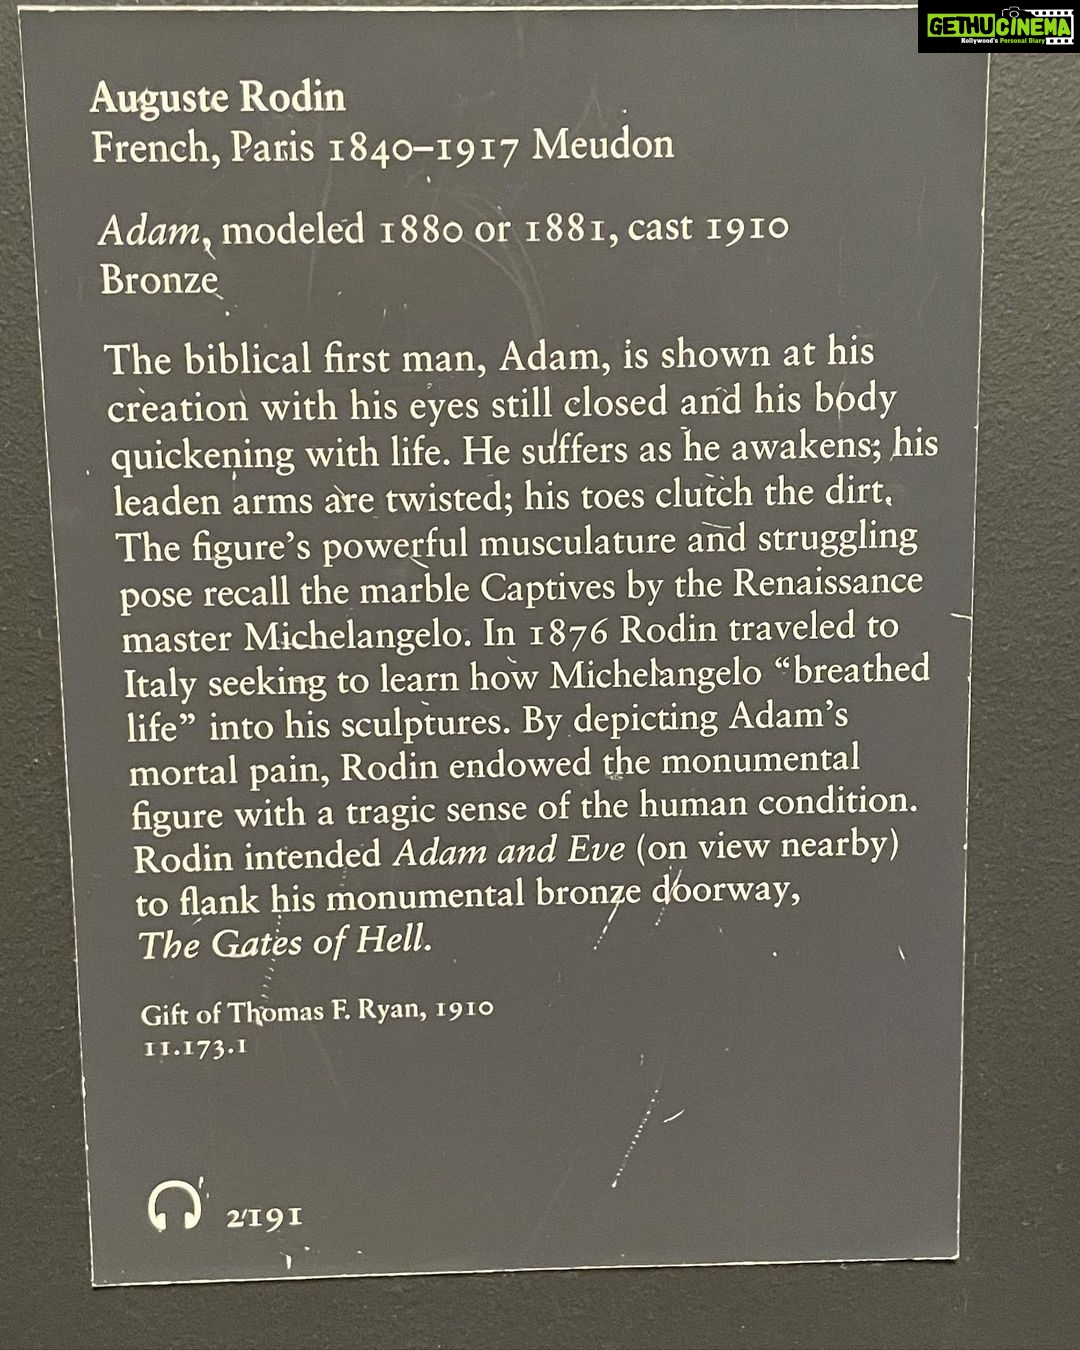 GETHU CINEMA
Kollywood's Personal Diary
Auguste Rodin
French, Paris 1840–1917 Meudon
Adam, modeled 1880 or 1881, cast 1910
Bronze
The biblical first man, Adam, is shown at his
creation with his eyes still closed and his body
quickening with life. He suffers as he awakens; his
leaden arms are twisted; his toes clutch the dirt.
The figure's powerful musculature and struggling
pose recall the marble Captives by the Renaissance
master Michelangelo. In 1876 Rodin traveled to
Italy seeking to learn how Michelangelo “breathed
life” into his sculptures. By depicting Adam's
mortal pain, Rodin endowed the monumental
figure with a tragic sense of the human condition.
Rodin intended Adam and Eve (on view nearby)
to flank his monumental bronze doorway,
The Gates of Hell.
Gift of Thomas F. Ryan, 1910
11.173.1
2191